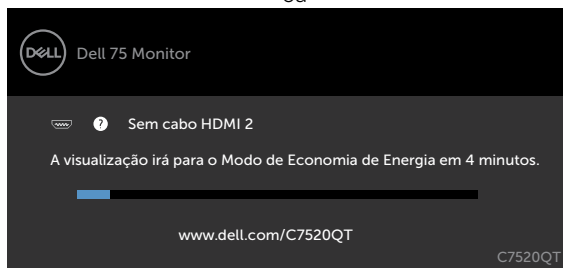 ou
DELL
Dell 75 Monitor
? Sem cabo HDMI 2
A visualização irá para o Modo de Economia de Energia em 4 minutos.
www.dell.com/C7520QT
C7520QT